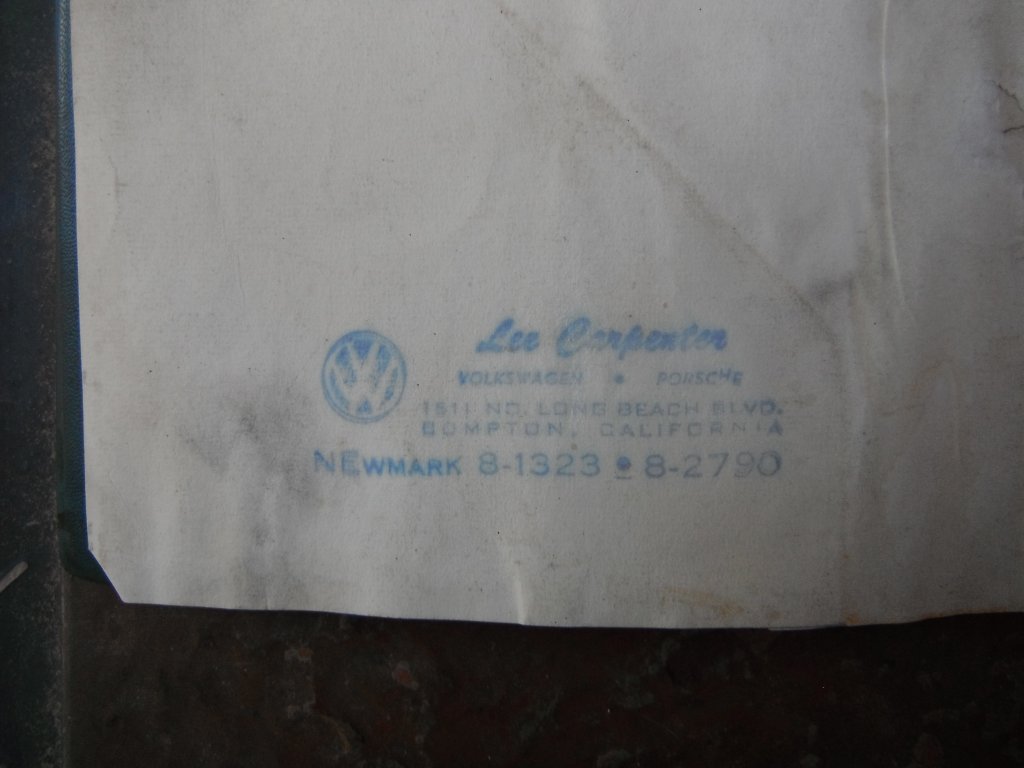 Lee Carpenter
VOLKSWAGEN • PORSCHE
1511 NO. LONG BEACH BLVD.
COMPTON, CALIFORNIA
NEWMARK 8-1323 • 8-2790